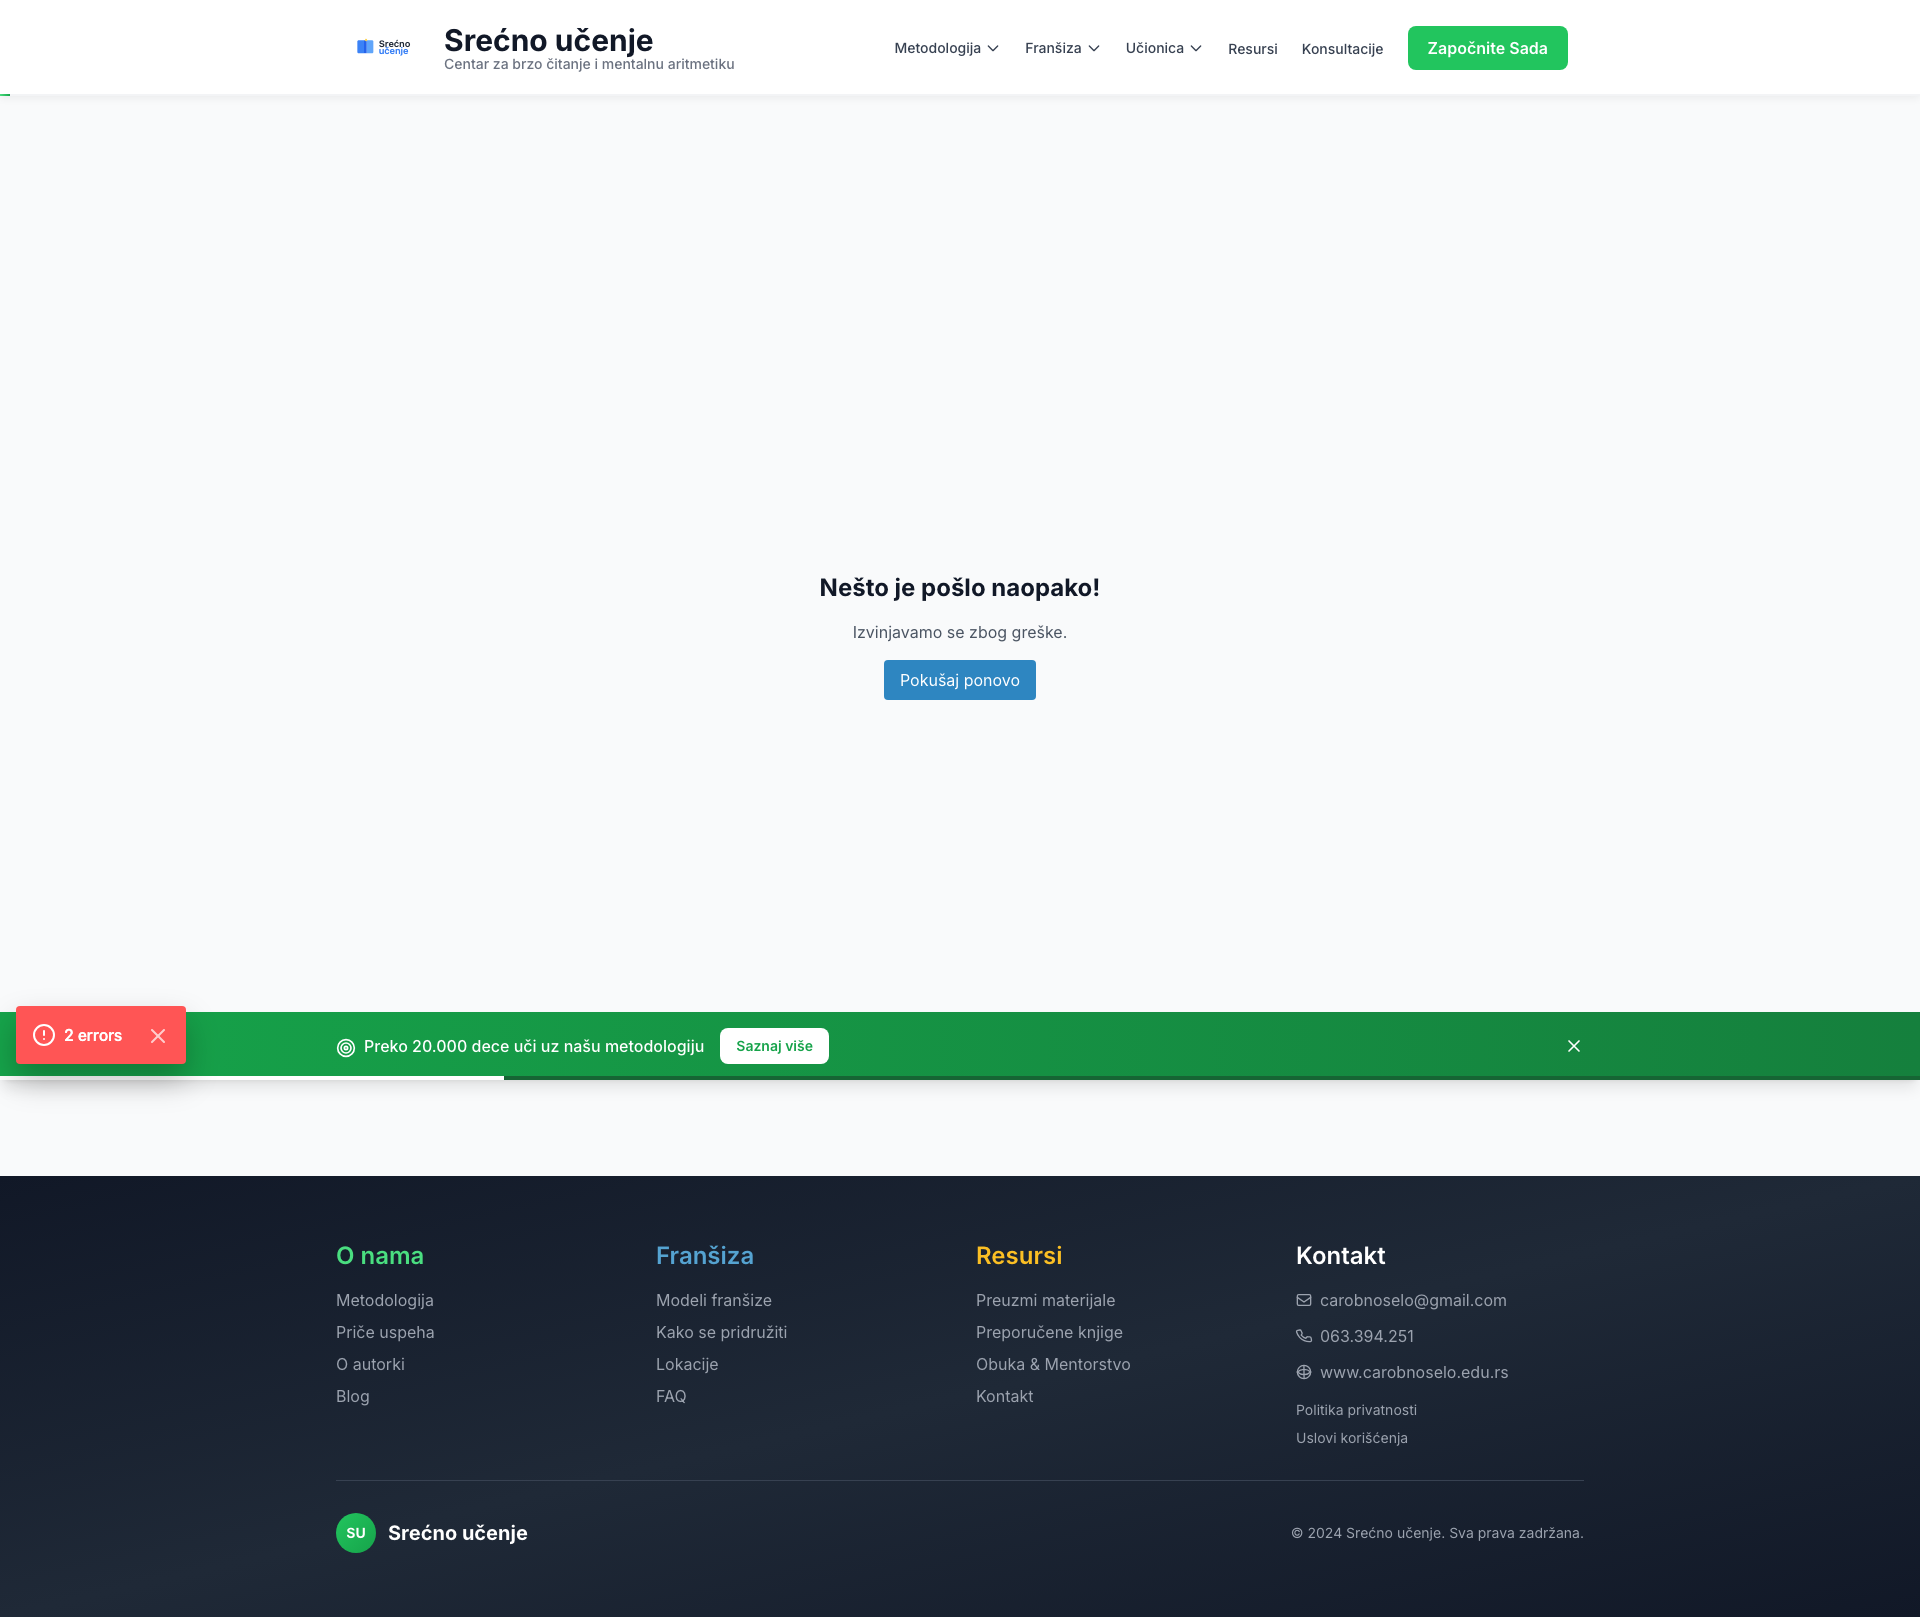 Srećno
učenje
Srećno učenje
Centar za brzo čitanje i mentalnu aritmetiku
Metodologija
Franšiza
Učionica
Resursi
Konsultacije
Započnite Sada
Nešto je pošlo naopako!
Izvinjavamo se zbog greške.
Pokušaj ponovo
2 errors
Preko 20.000 dece uči uz našu metodologiju
Saznaj više
O nama
Metodologija
Priče uspeha
O autorki
Blog
Franšiza
Modeli franšize
Kako se pridružiti
Lokacije
FAQ
Resursi
Preuzmi materijale
Preporučene knjige
Obuka & Mentorstvo
Kontakt
Kontakt
carobnoselo@gmail.com
063.394.251
www.carobnoselo.edu.rs
Politika privatnosti
Uslovi korišćenja
SU
Srećno učenje
© 2024 Srećno učenje. Sva prava zadržana.